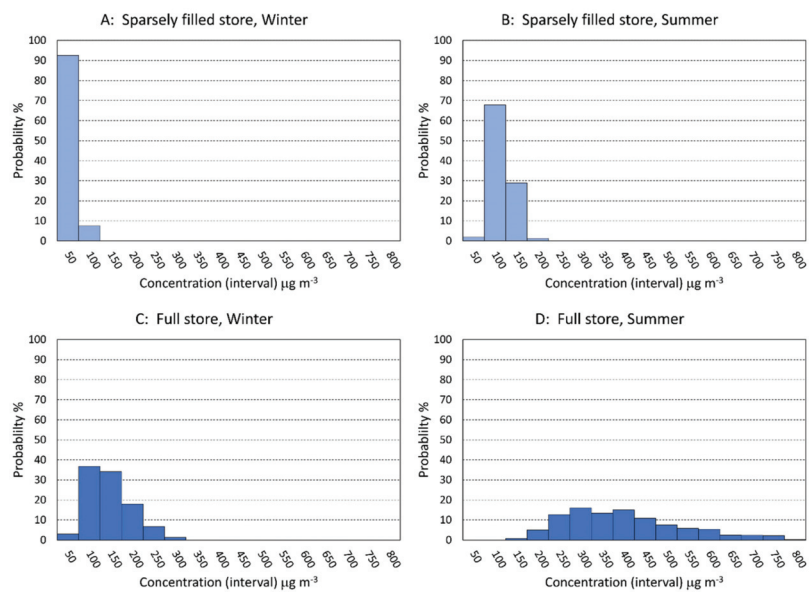 A: Sparsely filled store, Winter
100
90
80
70
60
50
40
30
20
10
0
Probablilty %
50 100 150 200 250 300 350 400 450 500 550 600 650 700 750 800
Concentration (interval) µg m⁻³
B: Sparsely filled store, Summer
100
90
80
70
60
50
40
30
20
10
0
Probablilty %
50 100 150 200 250 300 350 400 450 500 550 600 650 700 750 800
Concentration (interval) µg m⁻³
C: Full store, Winter
100
90
80
70
60
50
40
30
20
10
0
Probablilty %
50 100 150 200 250 300 350 400 450 500 550 600 650 700 750 800
Concentration (interval) µg m⁻³
D: Full store, Summer
100
90
80
70
60
50
40
30
20
10
0
Probablilty %
50 100 150 200 250 300 350 400 450 500 550 600 650 700 750 800
Concentration (interval) µg m⁻³